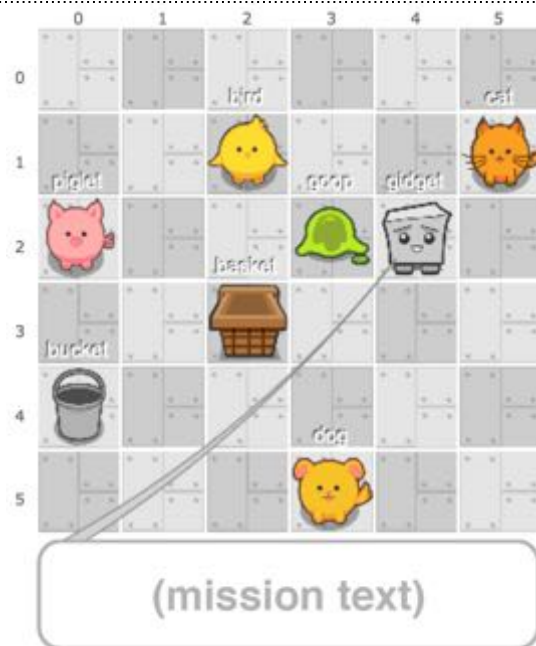 0 1 2 3 4 5
0
bird cat
1
piglet goop gidget
2
basket
3
bucket
4
dog
5
(mission text)